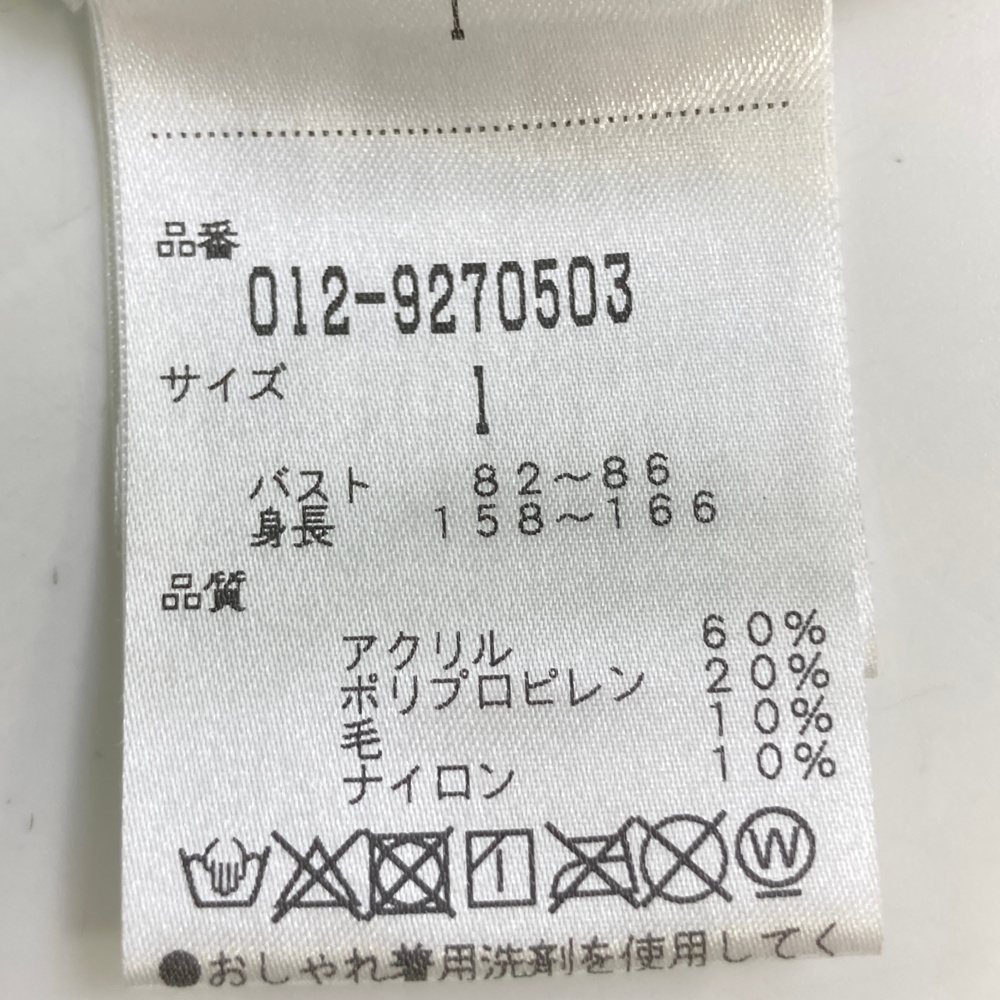 品番
012-9270503
サイズ 1
バスト 82～86
身長 158～166
品質
アクリル 60%
ポリプロピレン 20%
毛 10%
ナイロン 10%
W
●おしゃれ着用洗剤を使用してく